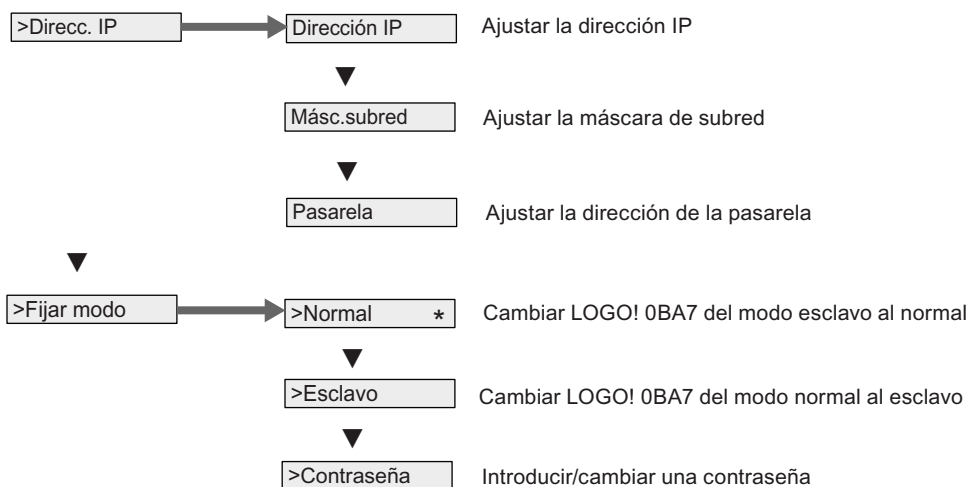 >Direcc. IP Dirección IP Ajustar la dirección IP
Másc.subred Ajustar la máscara de subred
Pasarela Ajustar la dirección de la pasarela
>Fijar modo >Normal * Cambiar LOGO! 0BA7 del modo esclavo al normal
>Esclavo Cambiar LOGO! 0BA7 del modo normal al esclavo
>Contraseña Introducir/cambiar una contraseña